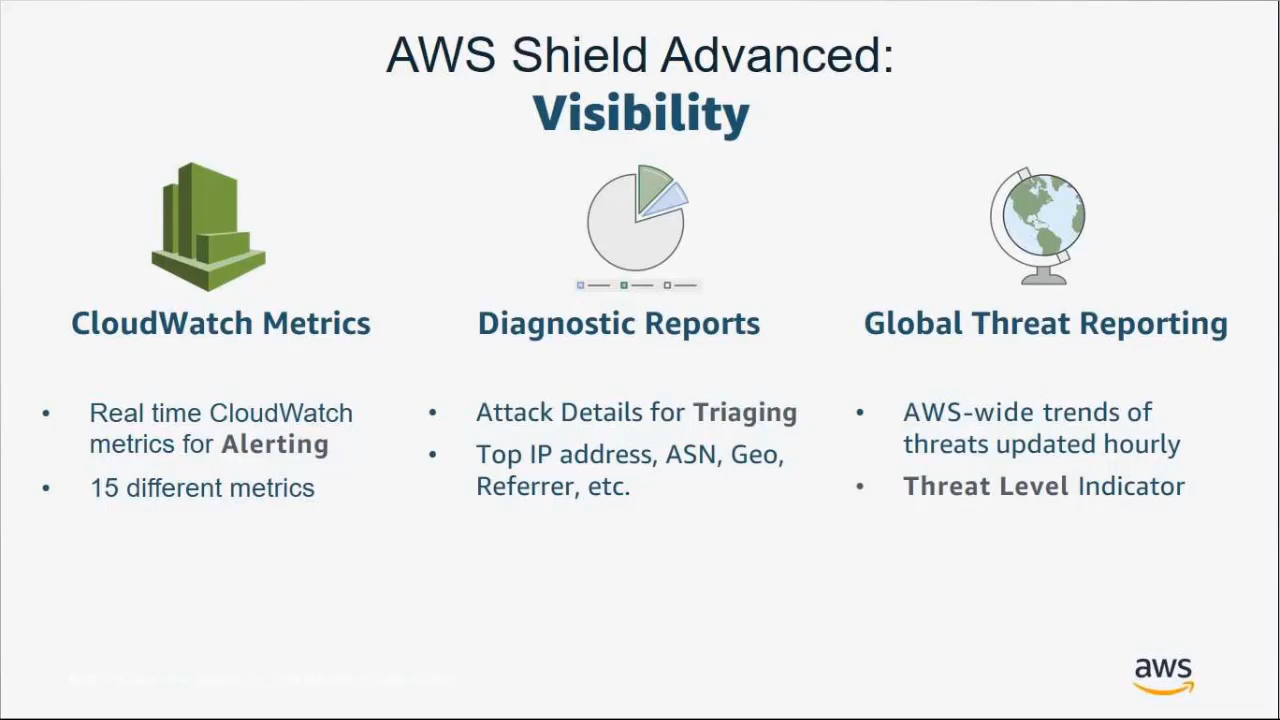 AWS Shield Advanced:
Visibility
CloudWatch Metrics
• Real time CloudWatch
metrics for Alerting
• 15 different metrics
Diagnostic Reports
• Attack Details for Triaging
• Top IP address, ASN, Geo,
Referrer, etc.
Global Threat Reporting
• AWS-wide trends of
threats updated hourly
• Threat Level Indicator
aws